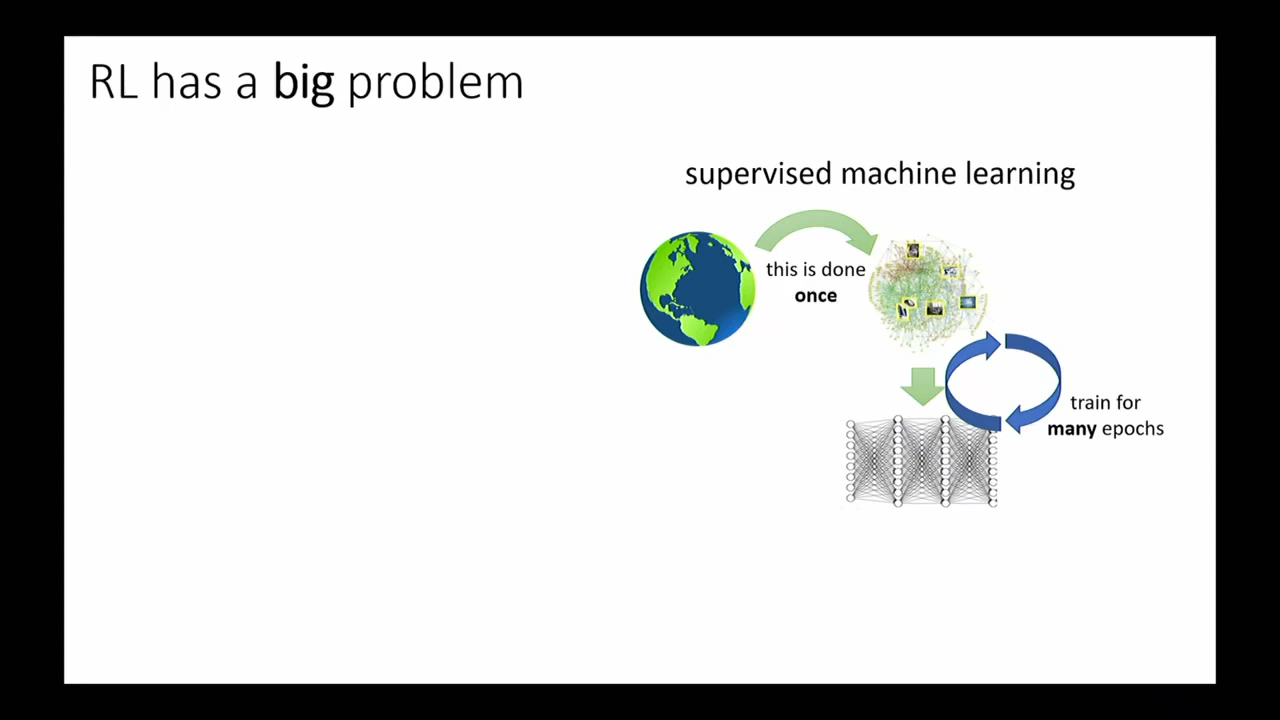 RL has a big problem
supervised machine learning
this is done
once
train for
many epochs